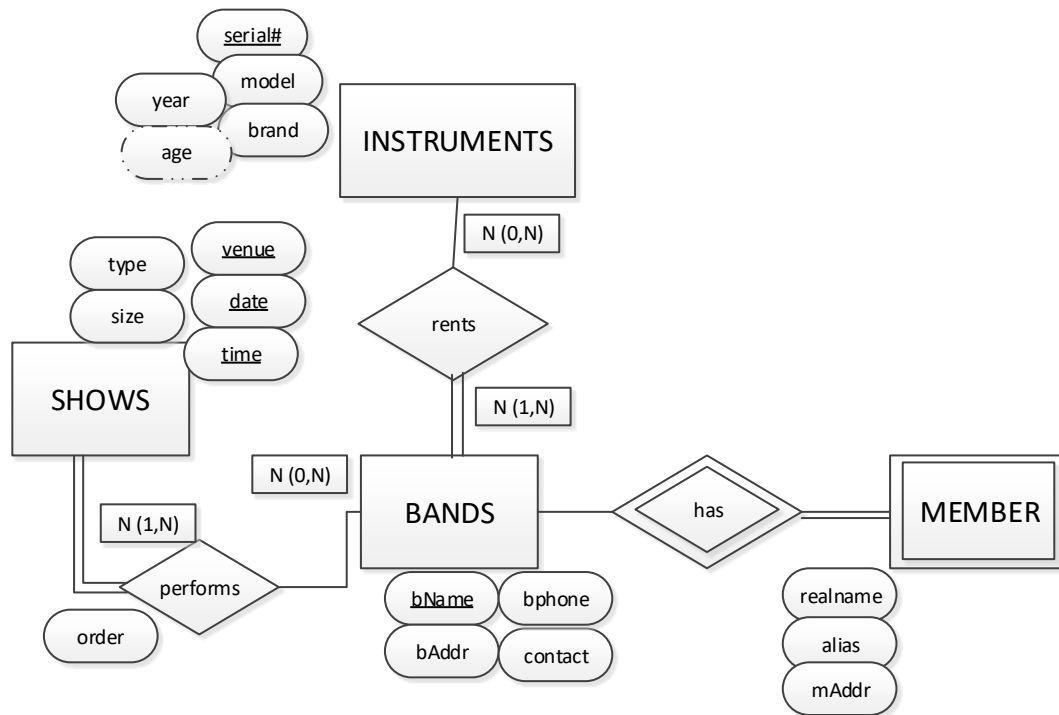 serial#
model
year
brand
age
INSTRUMENTS
N (0,N)
rents
N (1,N)
type
venue
size
date
time
SHOWS
N (1,N)
N (0,N)
performs
order
BANDS
bName
bphone
bAddr
contact
has
MEMBER
realname
alias
mAddr